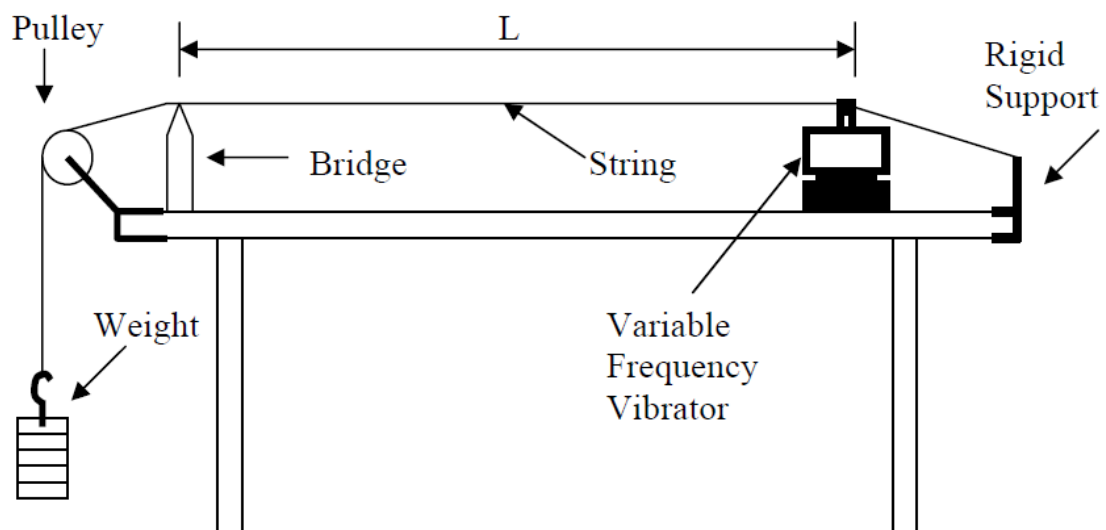 Pulley
L
Rigid
Support
Bridge
String
Weight
Variable
Frequency
Vibrator